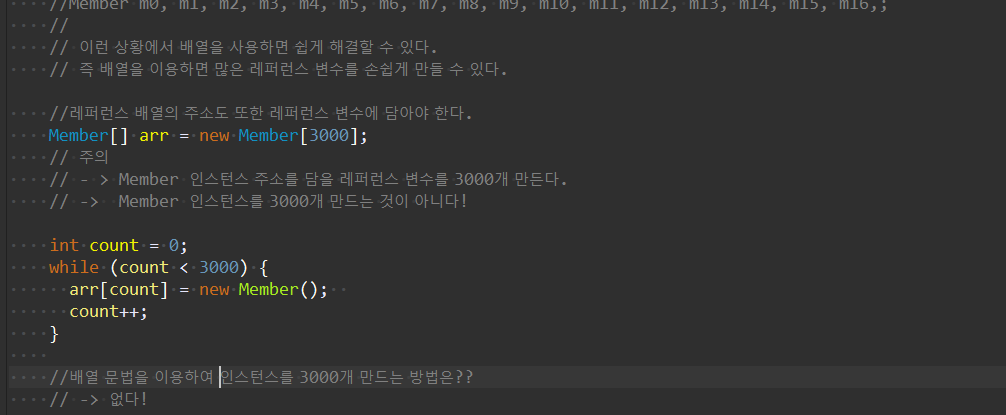 //Member m0, m1, m2, m3, m4, m5, m6, m7, m8, m9, m10, m11, m12, m13, m14, m15, m16,;
//
// 이런 상황에서 배열을 사용하면 쉽게 해결할 수 있다.
// 즉 배열을 이용하면 많은 레퍼런스 변수를 손쉽게 만들 수 있다.
//레퍼런스 배열의 주소도 또한 레퍼런스 변수에 담아야 한다.
Member[] arr = new Member[3000];
// 주의
// - > Member 인스턴스 주소를 담을 레퍼런스 변수를 3000개 만든다.
// ->  Member 인스턴스를 3000개 만드는 것이 아니다!
int count = 0;
while (count < 3000) {
arr[count] = new Member();
count++;
}
//배열 문법을 이용하여 인스턴스를 3000개 만드는 방법은??
// -> 없다!